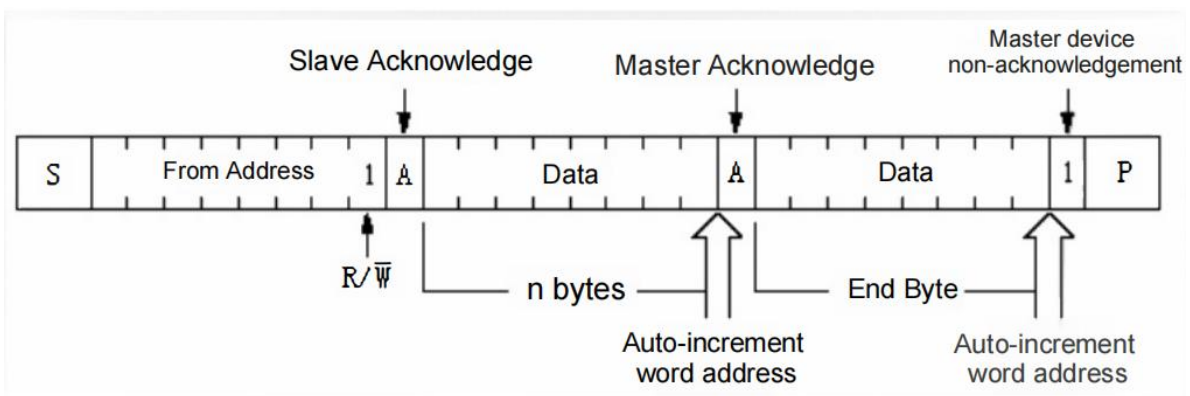 Slave Acknowledge
Master Acknowledge
Master device
non-acknowledgement
S From Address 1 A Data A Data 1 P
R/W̅
n bytes
End Byte
Auto-increment
word address
Auto-increment
word address